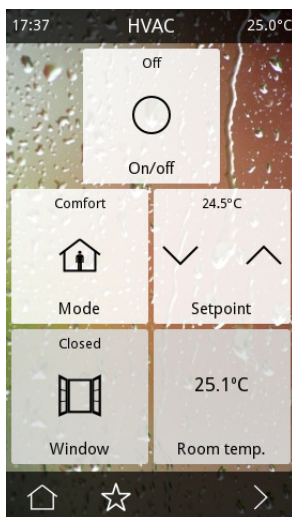 17:37 HVAC 25.0°C
Off
On/off
Comfort 24.5°C
Mode Setpoint
Closed
25.1°C
Window Room temp.